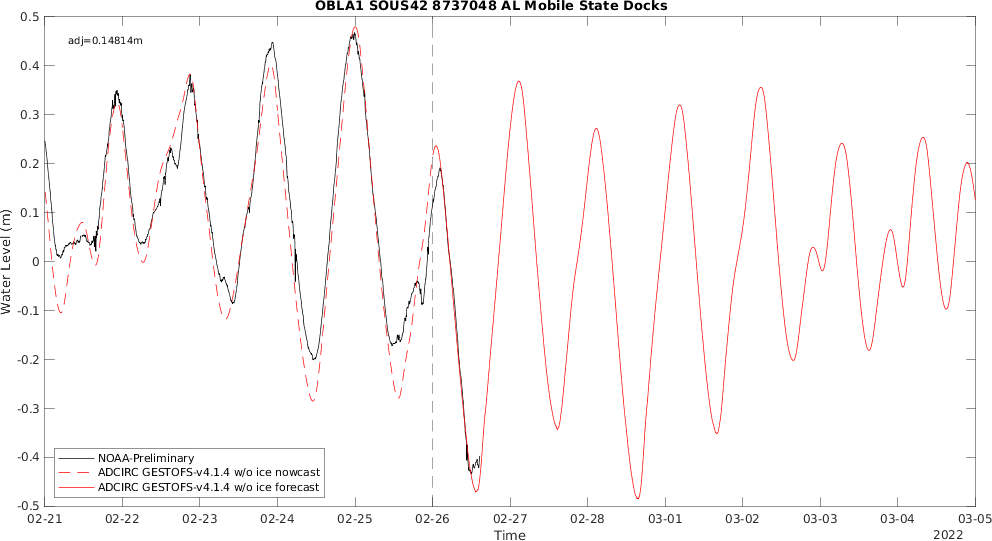 OBLA1 SOUS42 8737048 AL Mobile State Docks
adj=0.14814m
0.5
0.4
0.3
0.2
0.1
0
-0.1
-0.2
-0.3
-0.4
-0.5
Water Level (m)
NOAA-Preliminary
ADCIRC GESTOFS-v4.1.4 w/o ice nowcast
ADCIRC GESTOFS-v4.1.4 w/o ice forecast
02-21 02-22 02-23 02-24 02-25 02-26 02-27 02-28 03-01 03-02 03-03 03-04 03-05
Time
2022